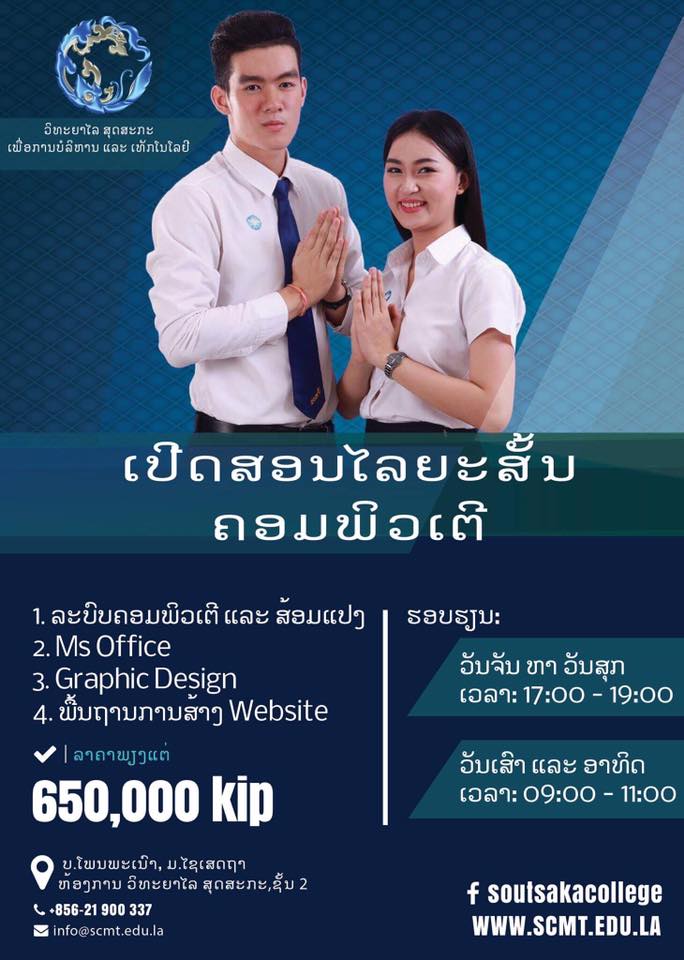 ວິທະຍາໄລ ສຸດສະກະ
ເພື່ອການບໍລິຫານ ແລະ ເທັກໂນໂລຢີ
ເປີດສອນໄລຍະສັ້ນ
ຄອມພິວເຕີ
1. ລະບົບຄອມພິວເຕີ ແລະ ສ້ອມແປງ
2. Ms Office
3. Graphic Design
4. ພື້ນຖານການສ້າງ Website
ລາຄາພຽງແຕ່
650,000 kip
ຮອບຮຽນ:
ວັນຈັນ ຫາ ວັນສຸກ
ເວລາ: 17:00 - 19:00
ວັນເສົາ ແລະ ອາທິດ
ເວລາ: 09:00 - 11:00
ບ.ໂພນພະເນົາ, ມ.ໄຊເສດຖາ
ຫ້ອງການ ວິທະຍາໄລ ສຸດສະກະ,ຊັ້ນ 2
+856-21 900 337
info@scmt.edu.la
soutsakacollege
WWW.SCMT.EDU.LA